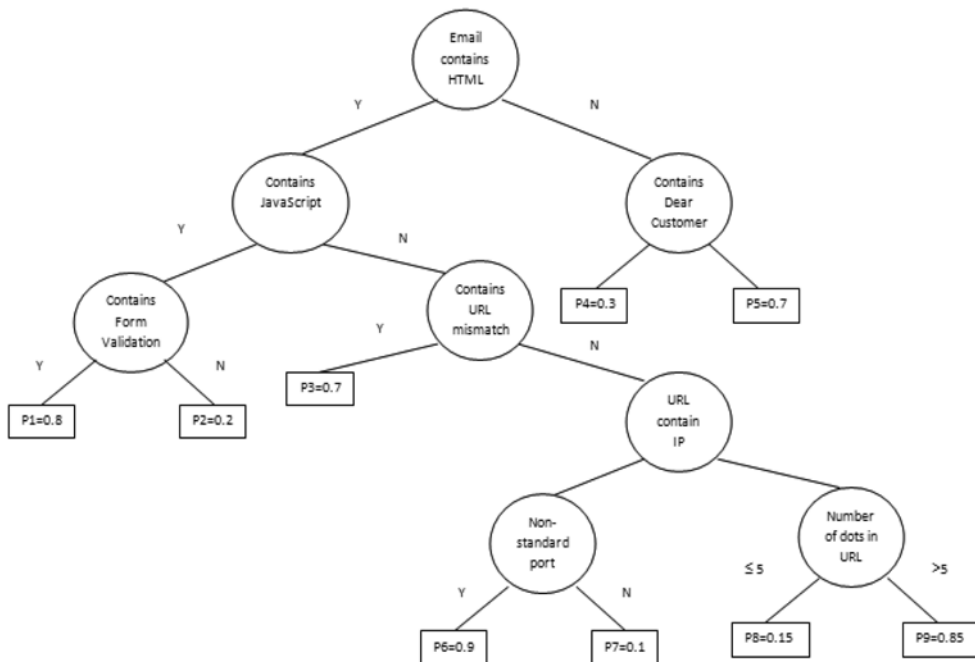 Email
contains
HTML
Y
N
Contains
JavaScript
Contains
Dear
Customer
Y
N
Contains
Form
Validation
Contains
URL
mismatch
P4=0.3
P5=0.7
Y
N
Y
N
P3=0.7
P1=0.8
P2=0.2
URL
contain
IP
Non-
standard
port
Number
of dots in
URL
≤ 5
>5
Y
N
P6=0.9
P7=0.1
P8=0.15
P9=0.85